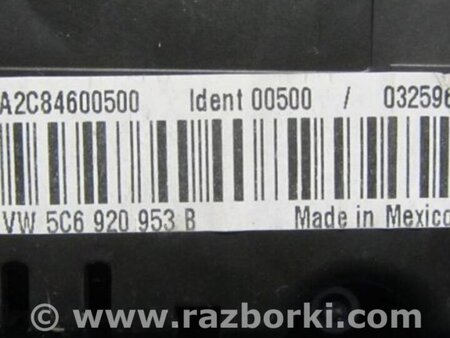 A2C84600500 Ident 00500 / 032596
VW 5C6 920 953 B Made in Mexico
© www.razborki.com